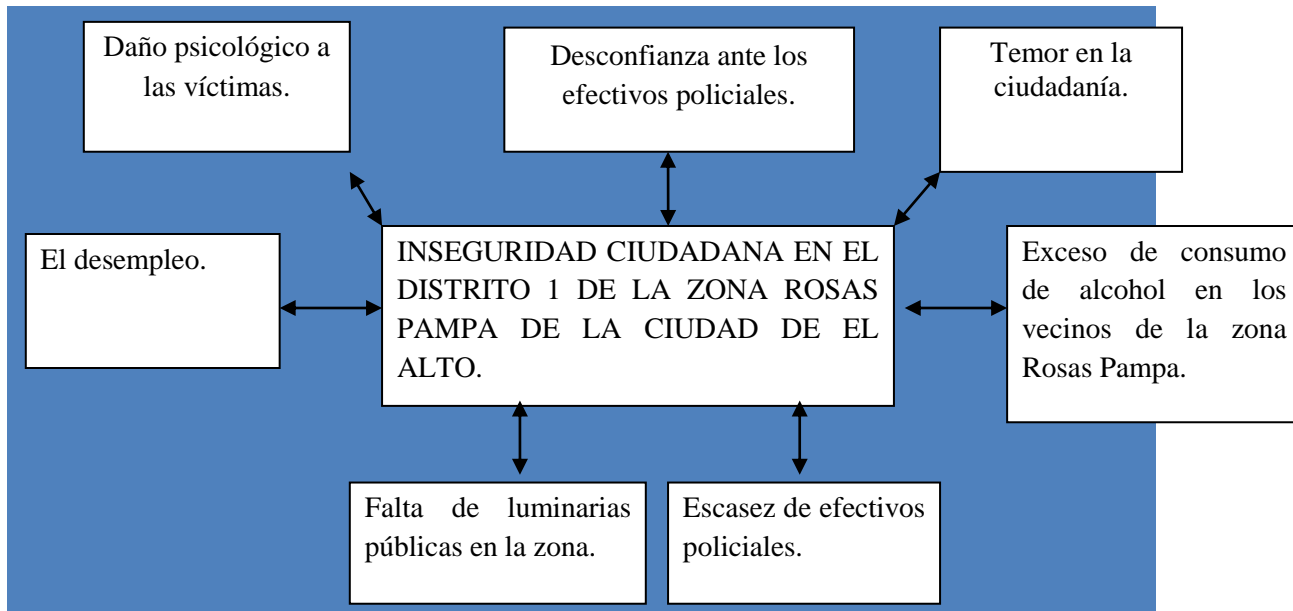 Daño psicológico a
las víctimas.
Desconfianza ante los
efectivos policiales.
Temor en la
ciudadanía.
El desempleo.
INSEGURIDAD CIUDADANA EN EL
DISTRITO 1 DE LA ZONA ROSAS
PAMPA DE LA CIUDAD DE EL
ALTO.
Exceso de consumo
de alcohol en los
vecinos de la zona
Rosas Pampa.
Falta de luminarias
públicas en la zona.
Escasez de efectivos
policiales.